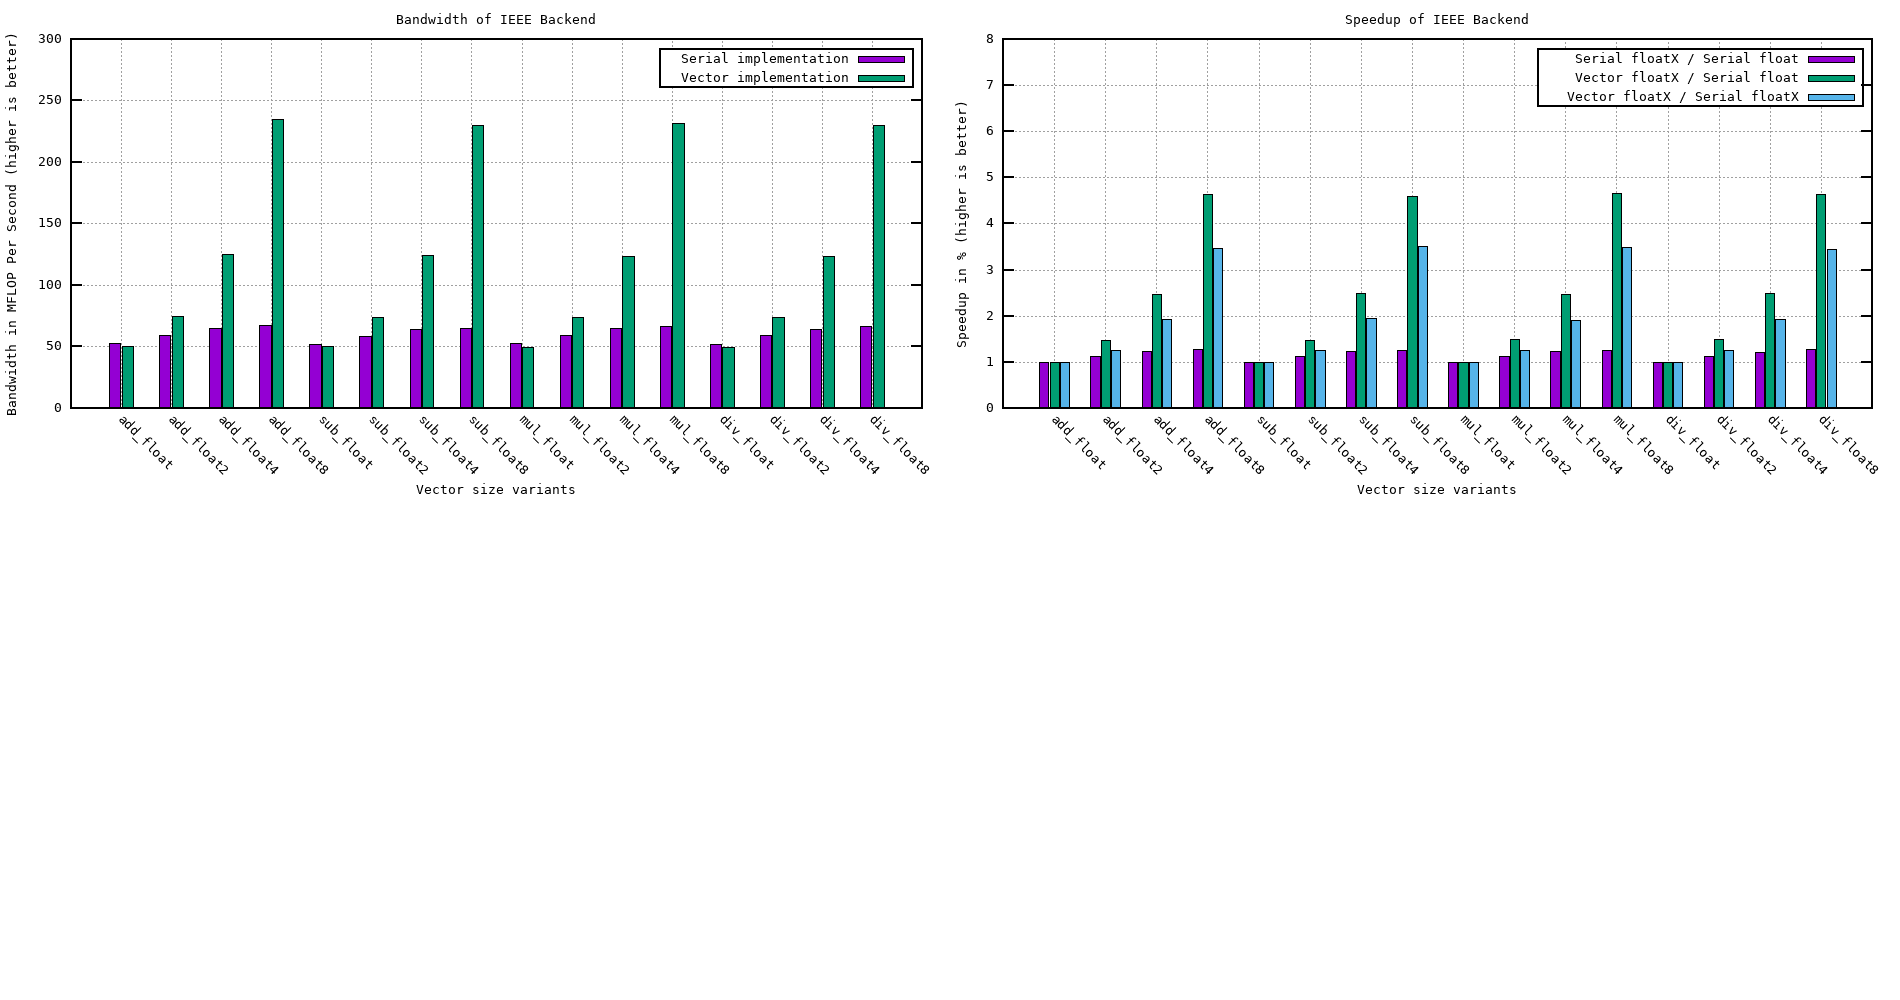 Bandwidth of IEEE Backend
Bandwidth in MFLOP Per Second (higher is better)
300
250
200
150
100
50
0
Serial implementation
Vector implementation
add_float
add_float2
add_float4
add_float8
sub_float
sub_float2
sub_float4
sub_float8
mul_float
mul_float2
mul_float4
mul_float8
div_float
div_float2
div_float4
div_float8
Vector size variants
Speedup of IEEE Backend
Speedup in % (higher is better)
8
7
6
5
4
3
2
1
0
Serial floatX / Serial float
Vector floatX / Serial float
Vector floatX / Serial floatX
add_float
add_float2
add_float4
add_float8
sub_float
sub_float2
sub_float4
sub_float8
mul_float
mul_float2
mul_float4
mul_float8
div_float
div_float2
div_float4
div_float8
Vector size variants